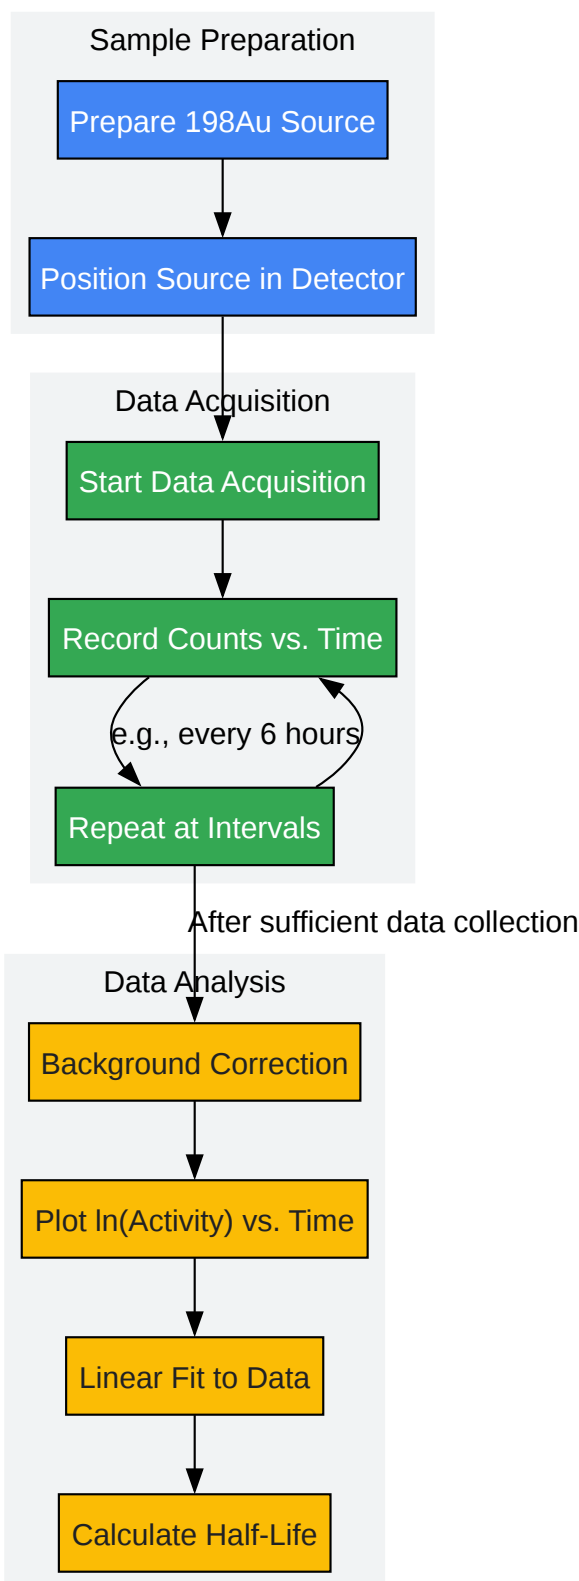 Sample Preparation
Prepare 198Au Source
Position Source in Detector
Data Acquisition
Start Data Acquisition
Record Counts vs. Time
e.g., every 6 hours
Repeat at Intervals
After sufficient data collection
Data Analysis
Background Correction
Plot ln(Activity) vs. Time
Linear Fit to Data
Calculate Half-Life